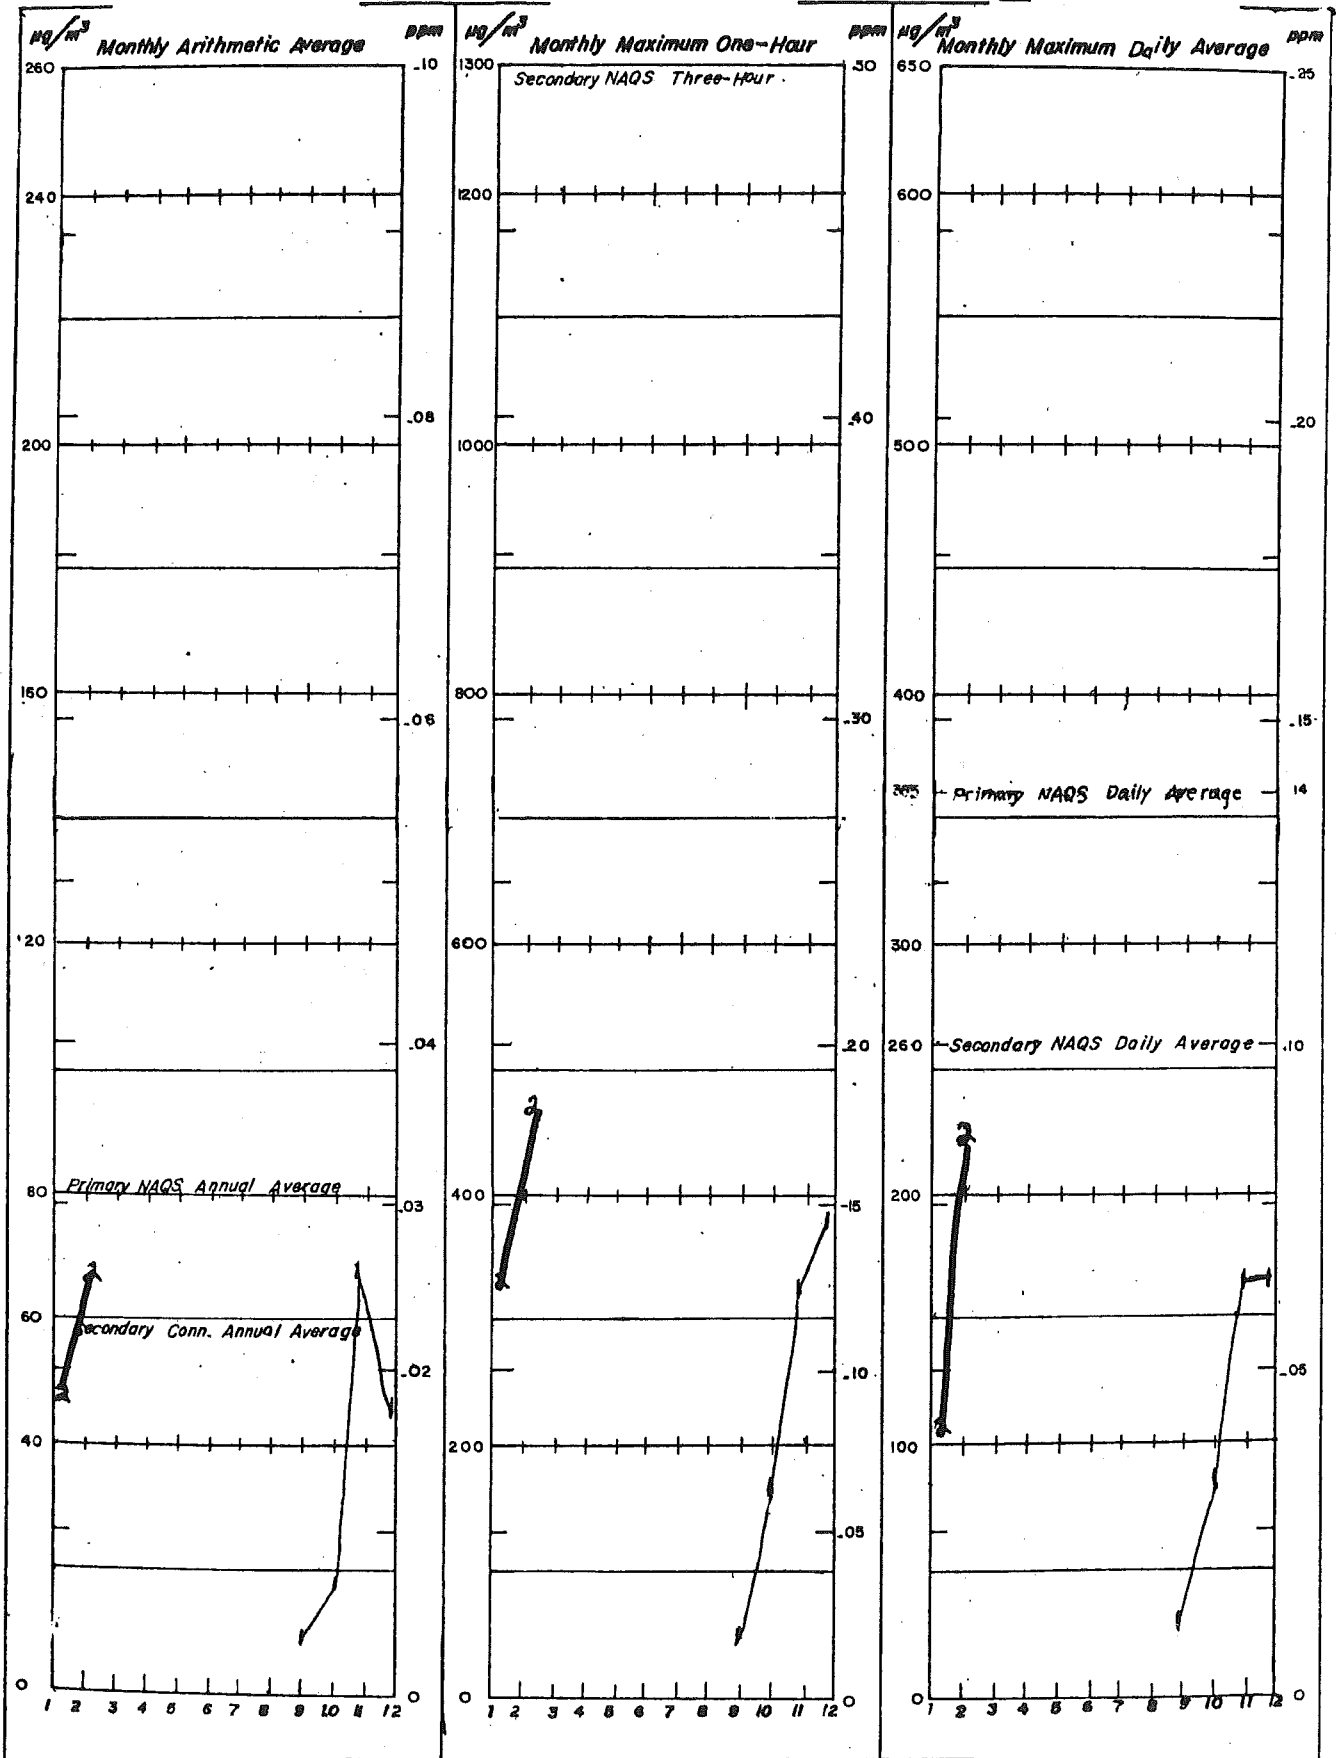 µg/m³ Monthly Arithmetic Average ppm
260 .10
240
200 .08
160 .06
120 .04
80 Primary NAQS Annual Average .03
60
Secondary Conn. Annual Average
.02
40
0 0
1 2 3 4 5 6 7 8 9 10 11 12
µg/m³ Monthly Maximum One-Hour ppm
1300 Secondary NAQS Three-Hour .50
1200
1000 .40
800 .30
600
.20
2
400 .15
.10
200
.05
0 0
1 2 3 4 5 6 7 8 9 10 11 12
µg/m³ Monthly Maximum Daily Average ppm
650 .25
600
500 .20
400 .15
365 Primary NAQS Daily Average 14
300
260 Secondary NAQS Daily Average .10
2
200
.05
100
0 0
1 2 3 4 5 6 7 8 9 10 11 12